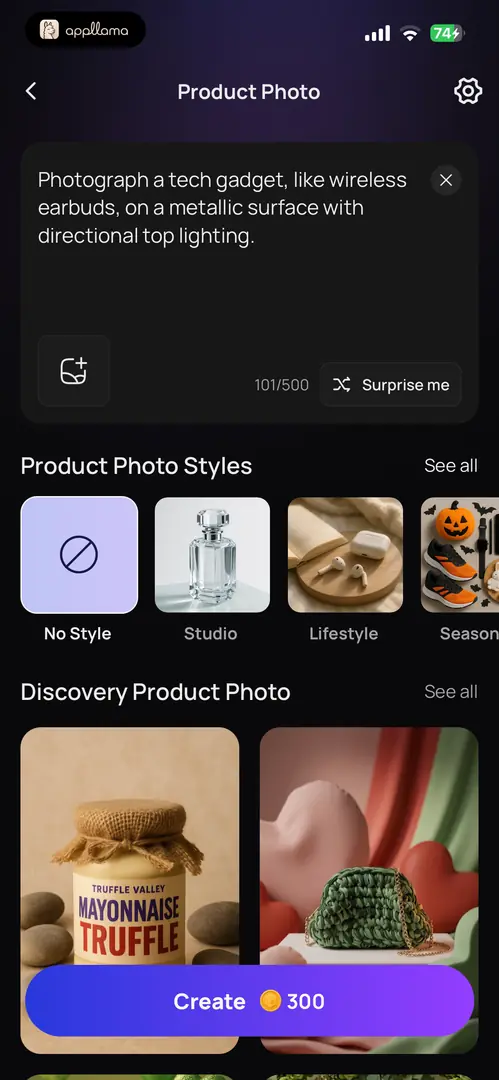 appllama
74
Product Photo
Photograph a tech gadget, like wireless
earbuds, on a metallic surface with
directional top lighting.
101/500
Surprise me
Product Photo Styles
See all
No Style
Studio
Lifestyle
Season
Discovery Product Photo
See all
TRUFFLE VALLEY
MAYONNAISE
TRUFFLE
Create 300